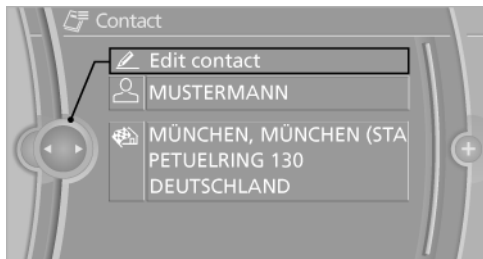 Contact
Edit contact
MUSTERMANN
MÜNCHEN, MÜNCHEN (STA
PETUELRING 130
DEUTSCHLAND